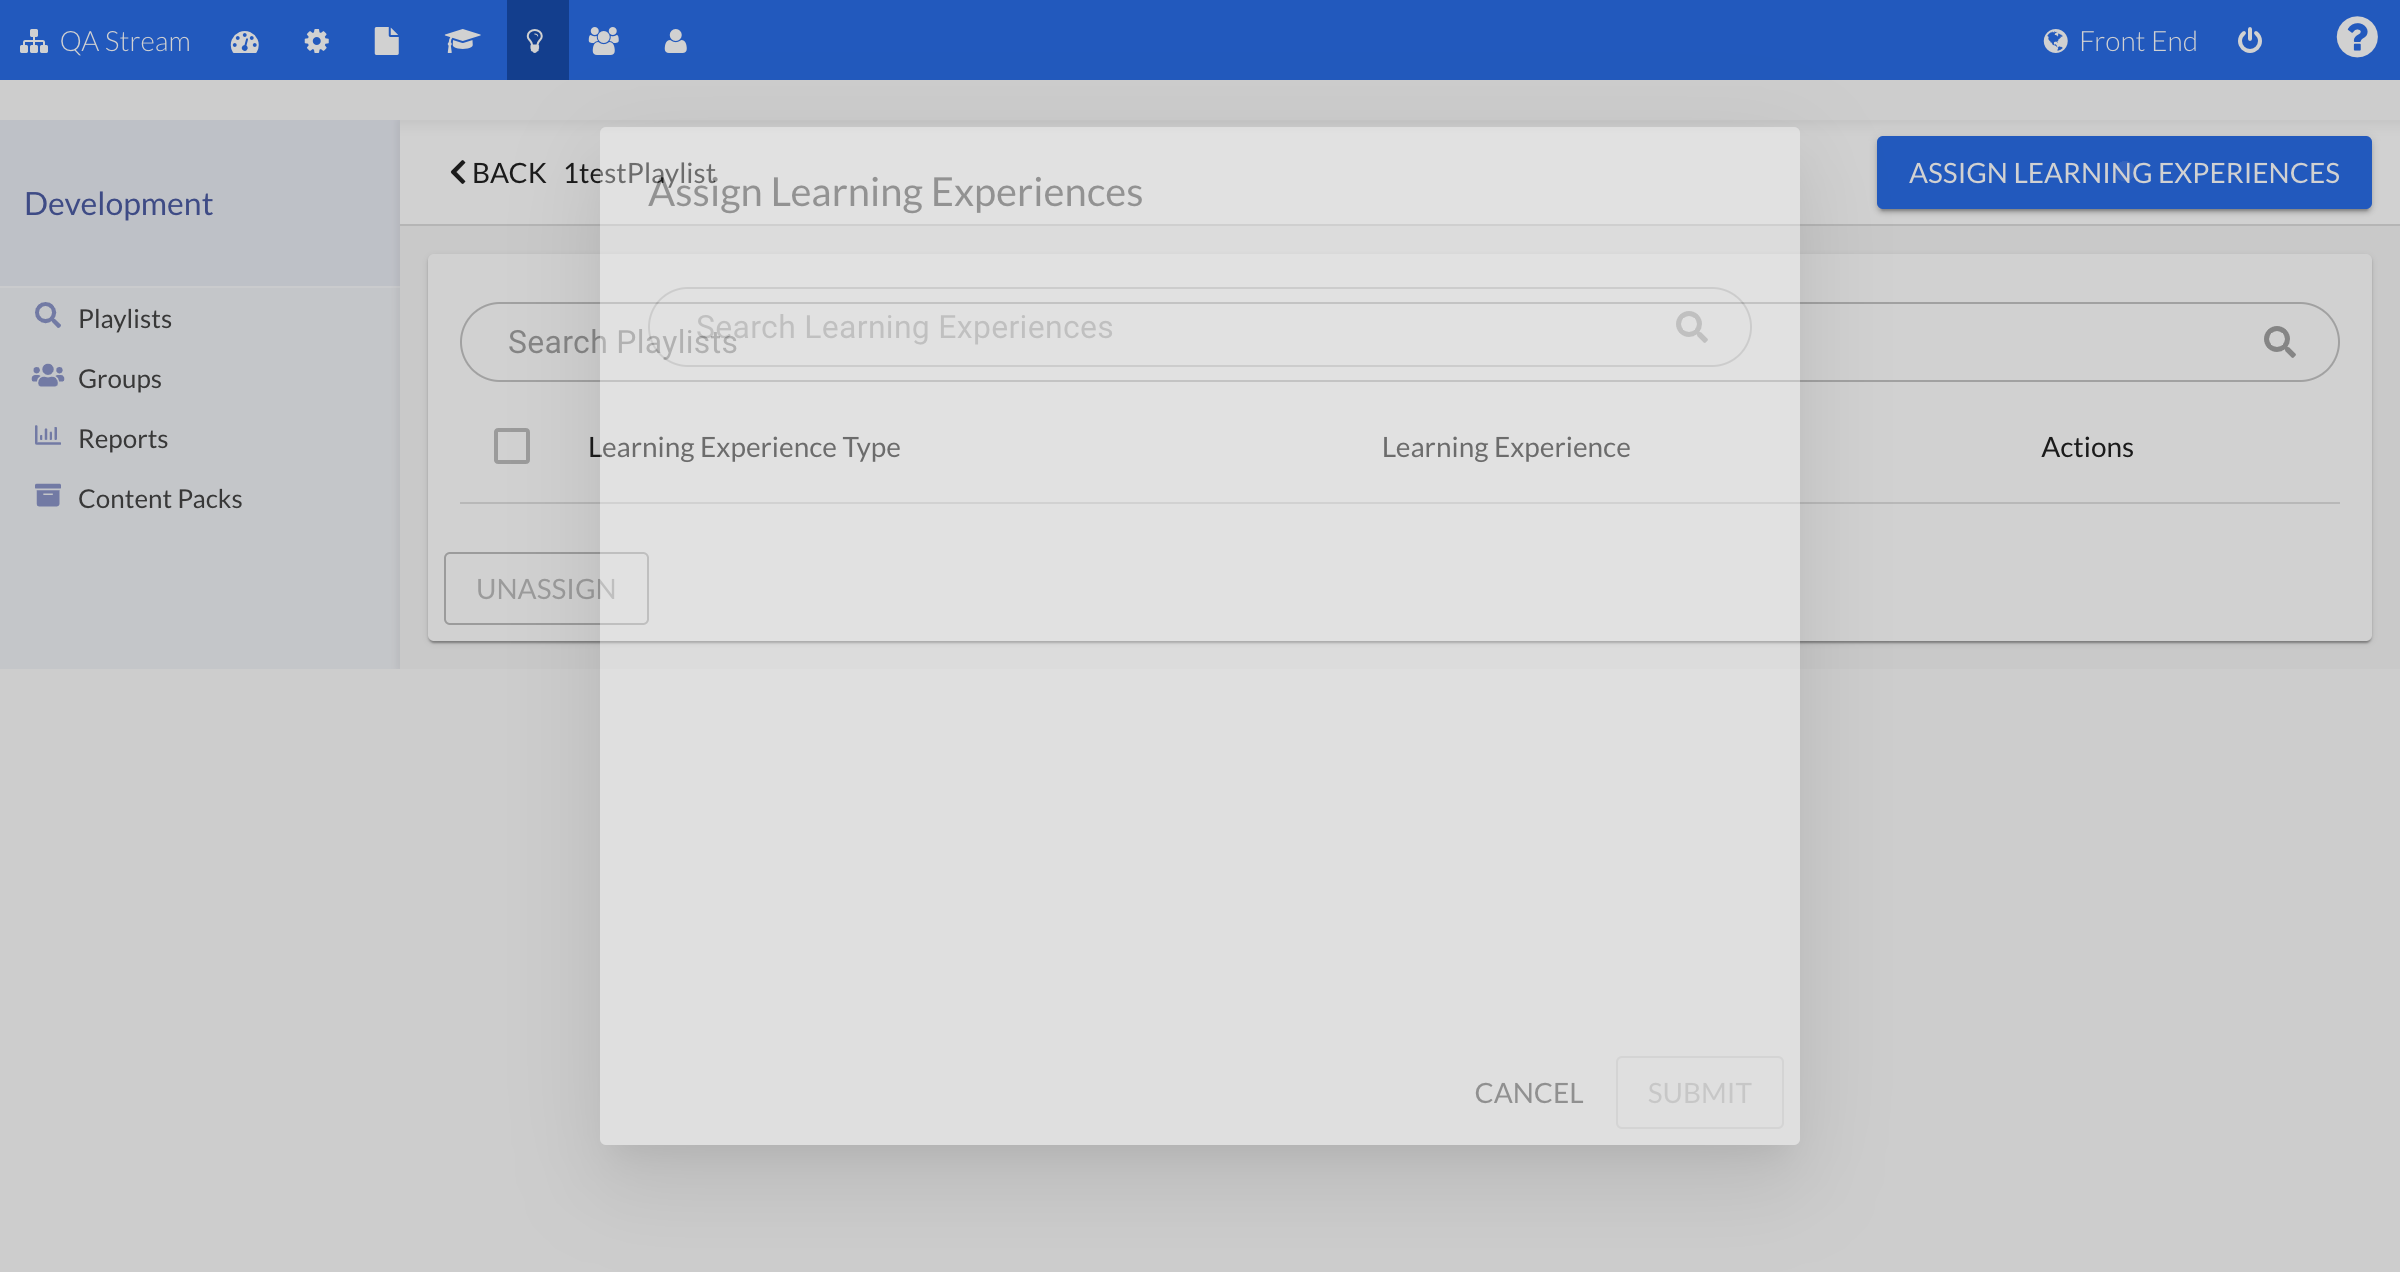 QA Stream
Front End
Development
Playlists
Groups
Reports
Content Packs
BACK 1testPlaylist
ASSIGN LEARNING EXPERIENCES
Assign Learning Experiences
Search Playlists
Search Learning Experiences
Learning Experience Type
Learning Experience
Actions
UNASSIGN
CANCEL
SUBMIT